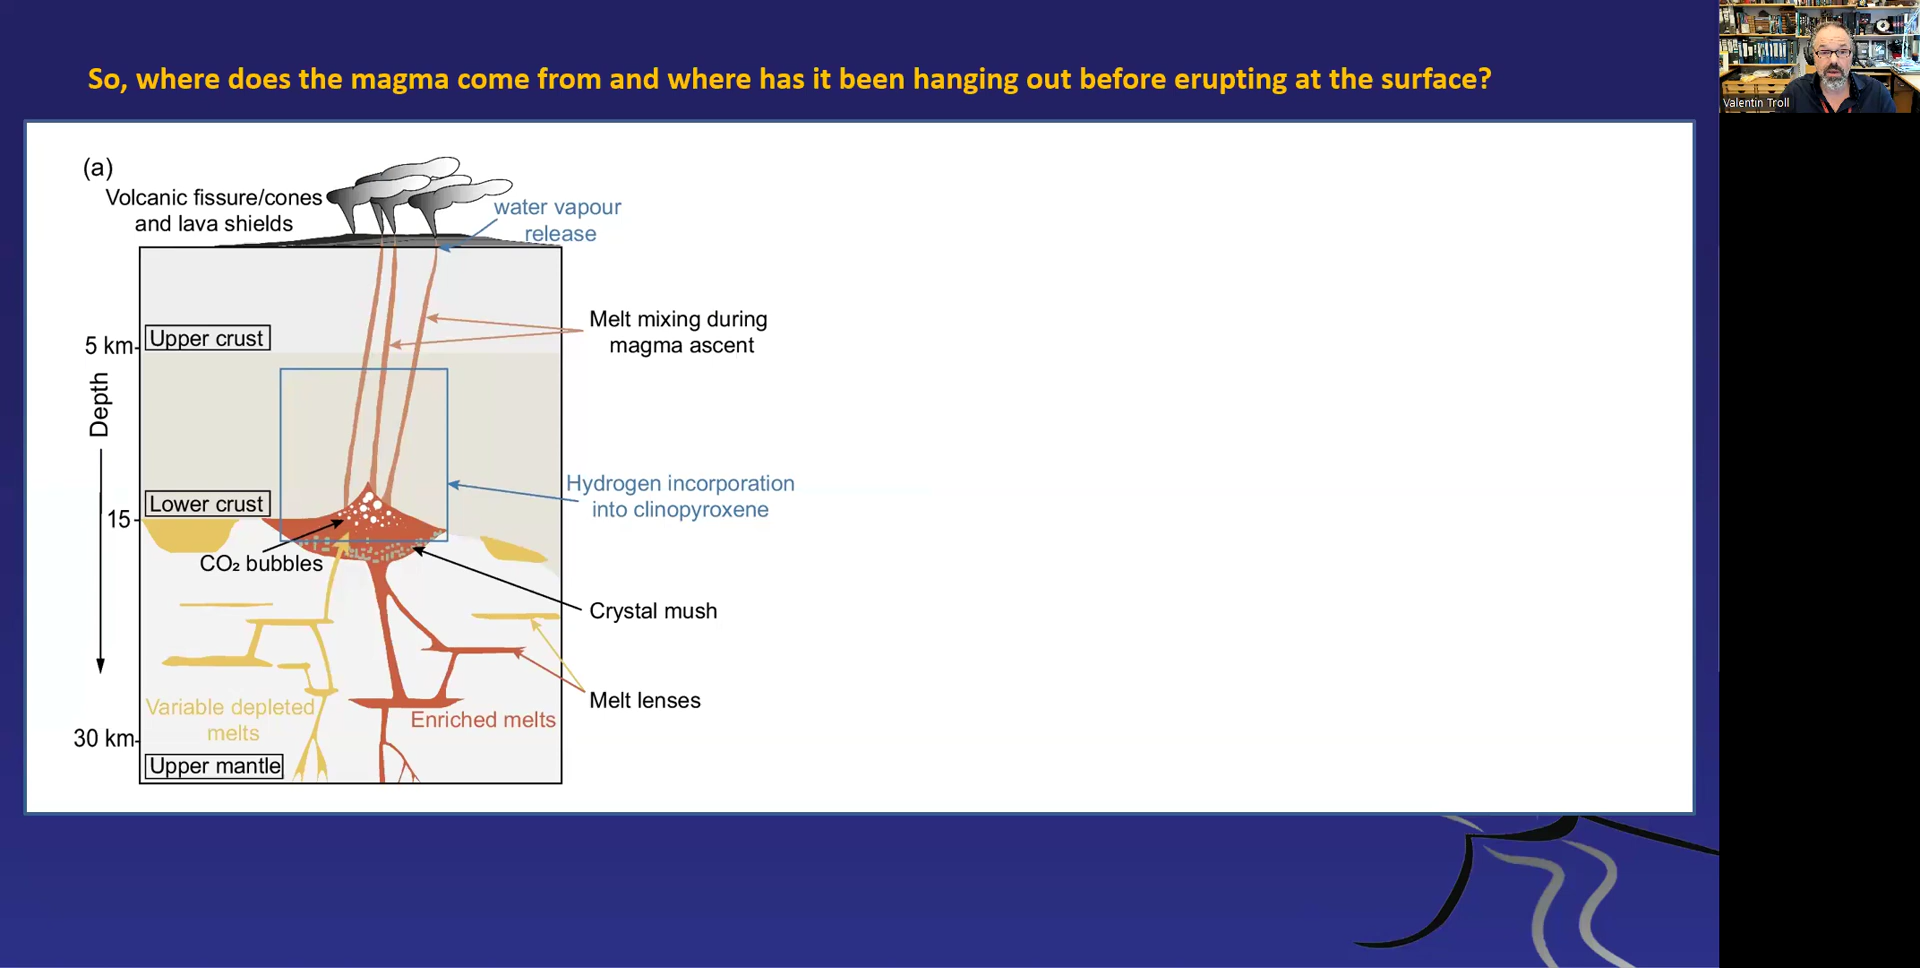 So, where does the magma come from and where has it been hanging out before erupting at the surface?
Valentin Troll
(a)
Volcanic fissure/cones
and lava shields
water vapour
release
Melt mixing during
magma ascent
Upper crust
5 km
Depth
Hydrogen incorporation
into clinopyroxene
Lower crust
15
CO₂ bubbles
Crystal mush
Melt lenses
Variable depleted
melts
Enriched melts
30 km
Upper mantle